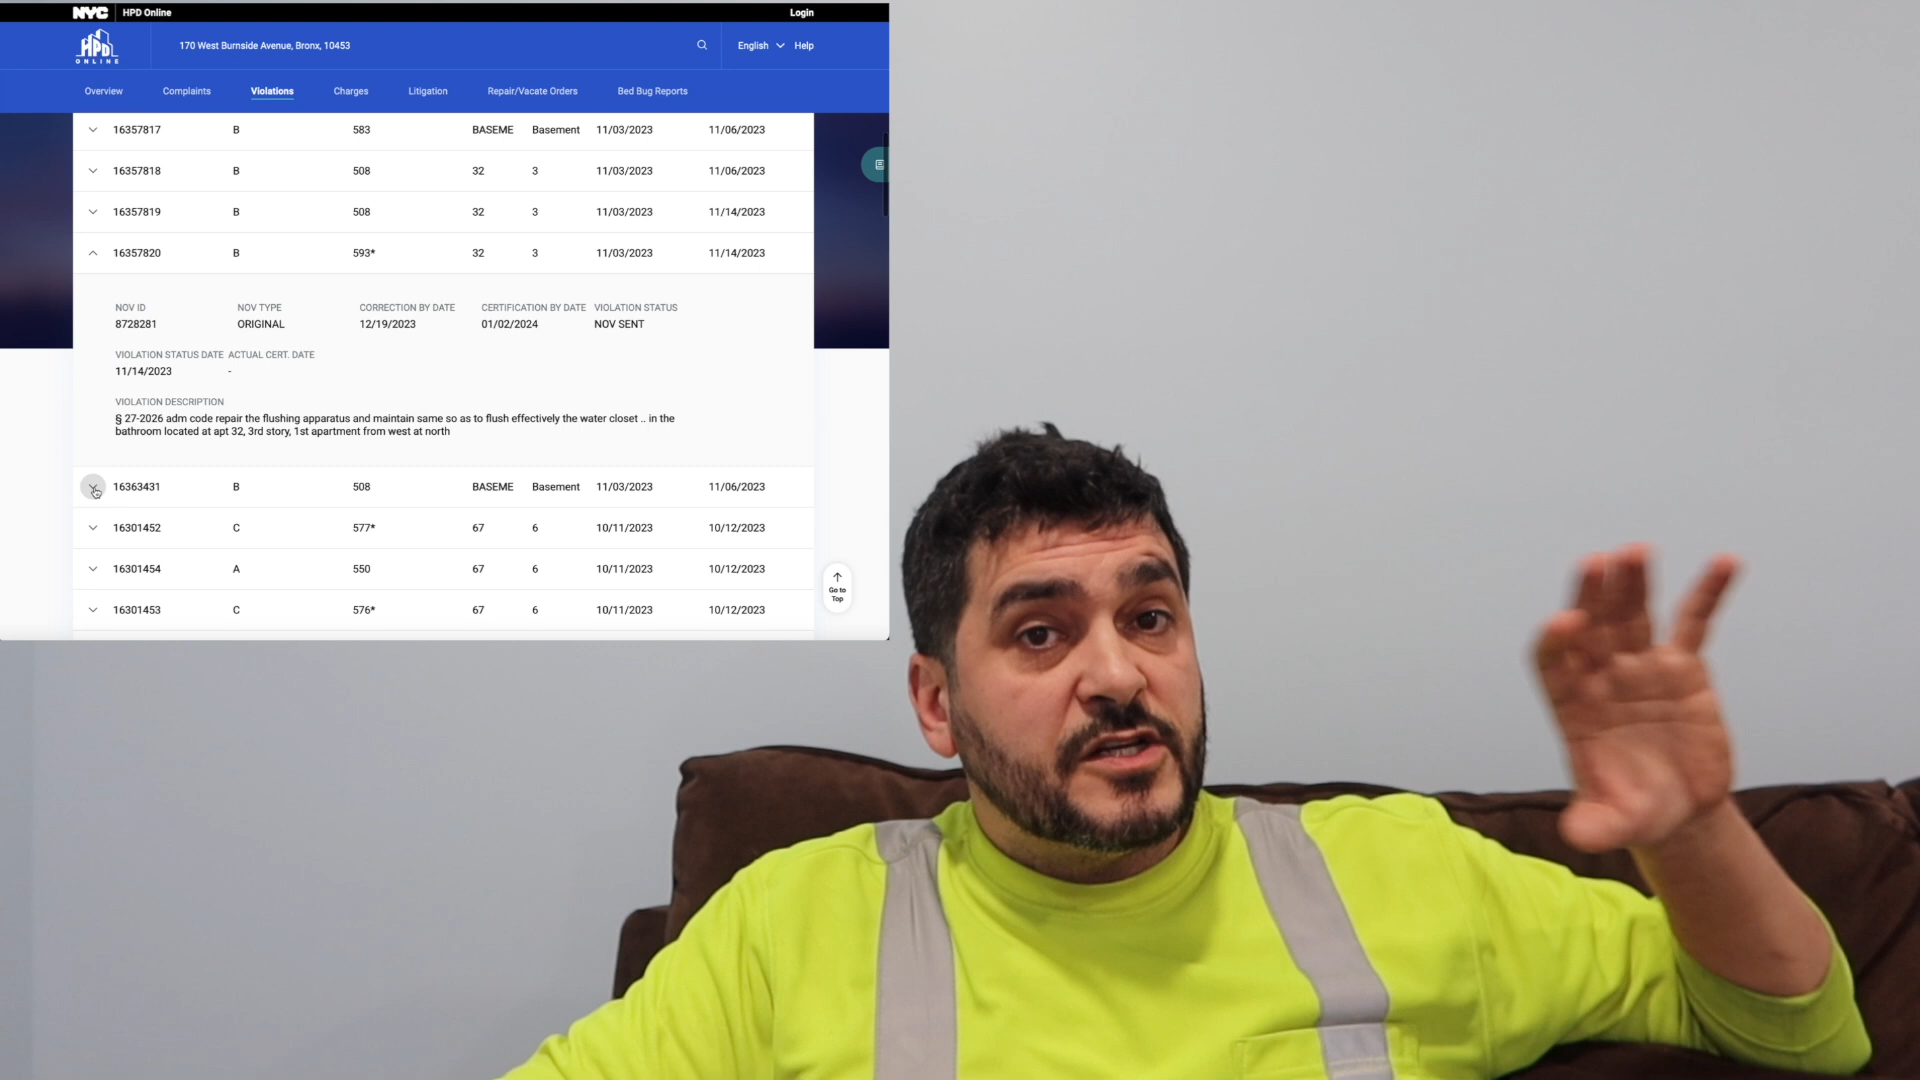 NYC HPD Online Login
HPD ONLINE 170 West Burnside Avenue, Bronx, 10453 English Help
Overview Complaints Violations Charges Litigation Repair/Vacate Orders Bed Bug Reports
16357817 B 583 BASEME Basement 11/03/2023 11/06/2023
16357818 B 508 32 3 11/03/2023 11/06/2023
16357819 B 508 32 3 11/03/2023 11/14/2023
16357820 B 593* 32 3 11/03/2023 11/14/2023
NOV ID NOV TYPE CORRECTION BY DATE CERTIFICATION BY DATE VIOLATION STATUS
8728281 ORIGINAL 12/19/2023 01/02/2024 NOV SENT
VIOLATION STATUS DATE ACTUAL CERT. DATE
11/14/2023 -
VIOLATION DESCRIPTION
§ 27-2026 adm code repair the flushing apparatus and maintain same so as to flush effectively the water closet .. in the
bathroom located at apt 32, 3rd story, 1st apartment from west at north
16363431 B 508 BASEME Basement 11/03/2023 11/06/2023
16301452 C 577* 67 6 10/11/2023 10/12/2023
16301454 A 550 67 6 10/11/2023 10/12/2023
16301453 C 576* 67 6 10/11/2023 10/12/2023
Go to
Top